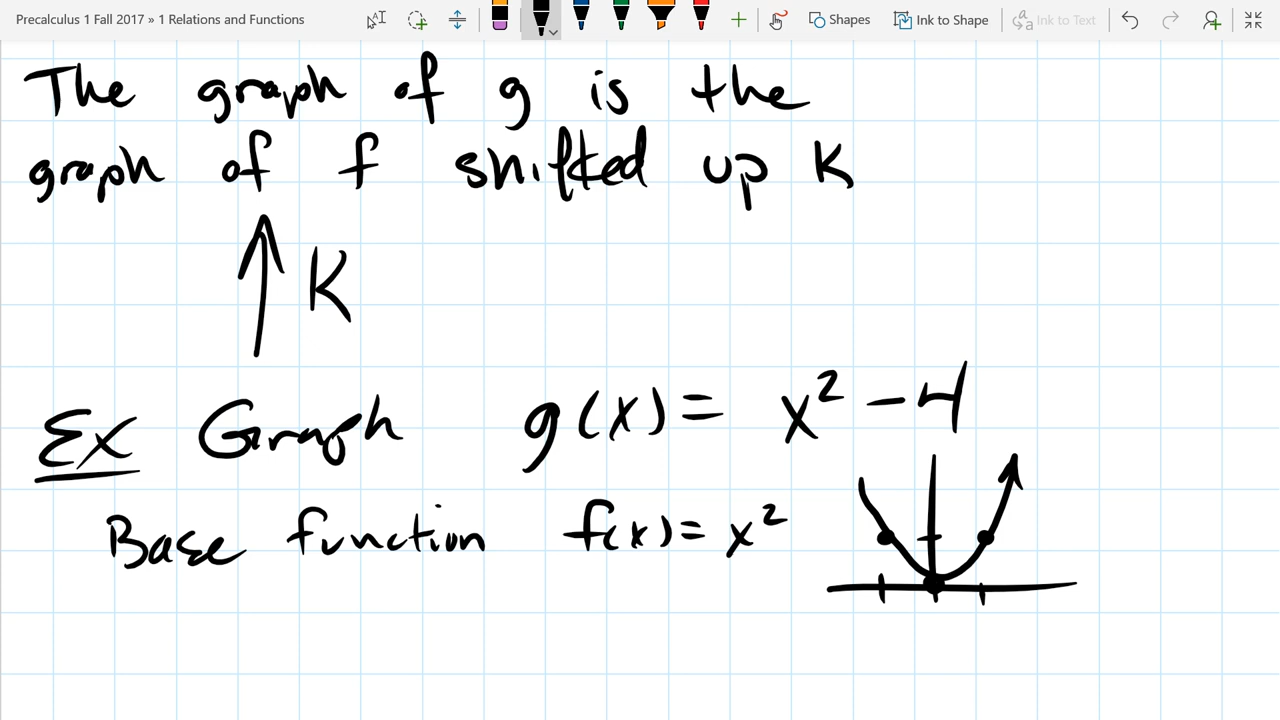 Precalculus 1 Fall 2017 » 1 Relations and Functions
Shapes
Ink to Shape
Ink to Text
The graph of g is the
graph of f shifted up K
K
Ex Graph g(x) = x² - 4
Base function f(x) = x²